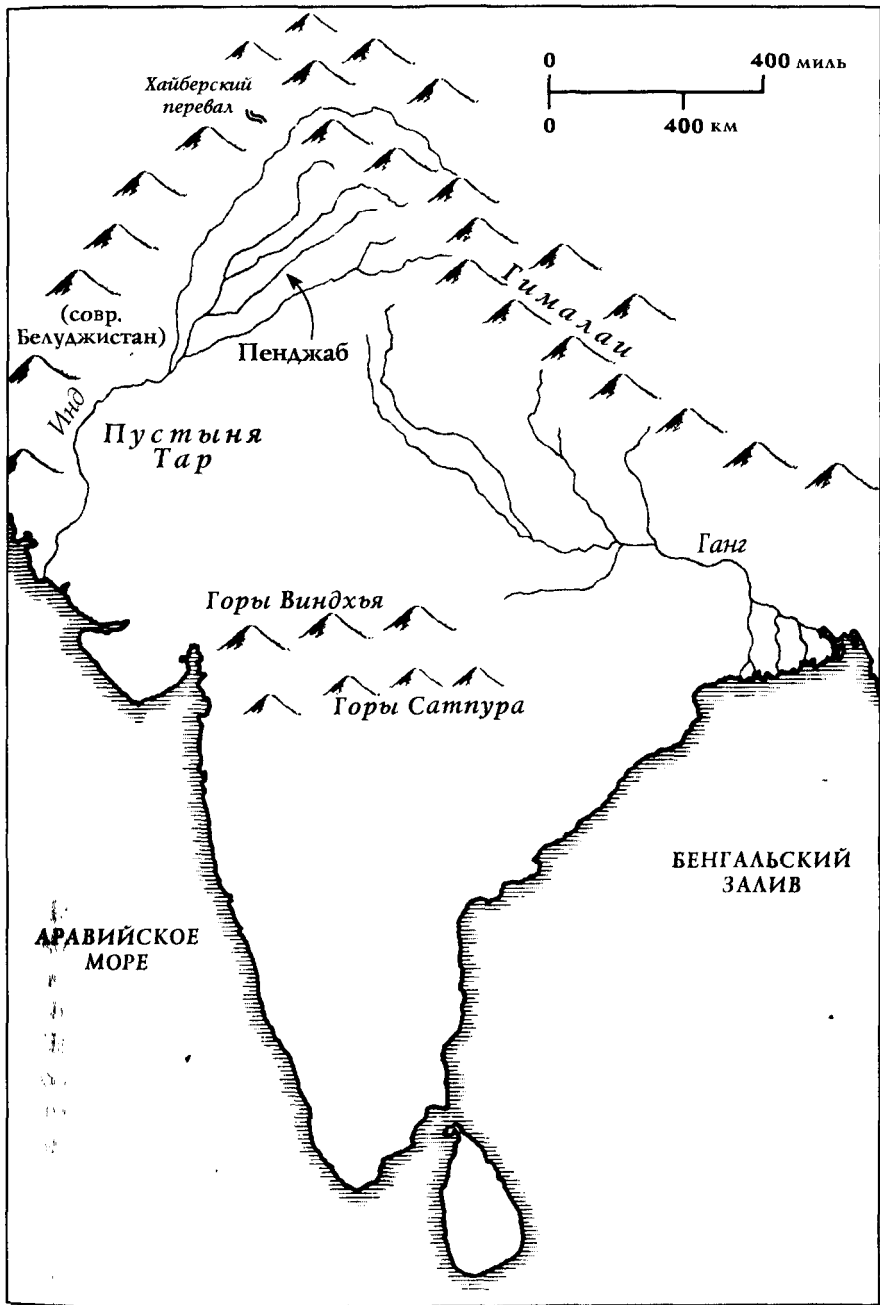 0 400 миль
0 400 км
Хайберский
перевал
Гималаи
(совр.
Белуджистан)
Пенджаб
Инд
Пустыня
Тар
Ганг
Горы Виндхья
Горы Сатпура
БЕНГАЛЬСКИЙ
ЗАЛИВ
АРАВИЙСКОЕ
МОРЕ